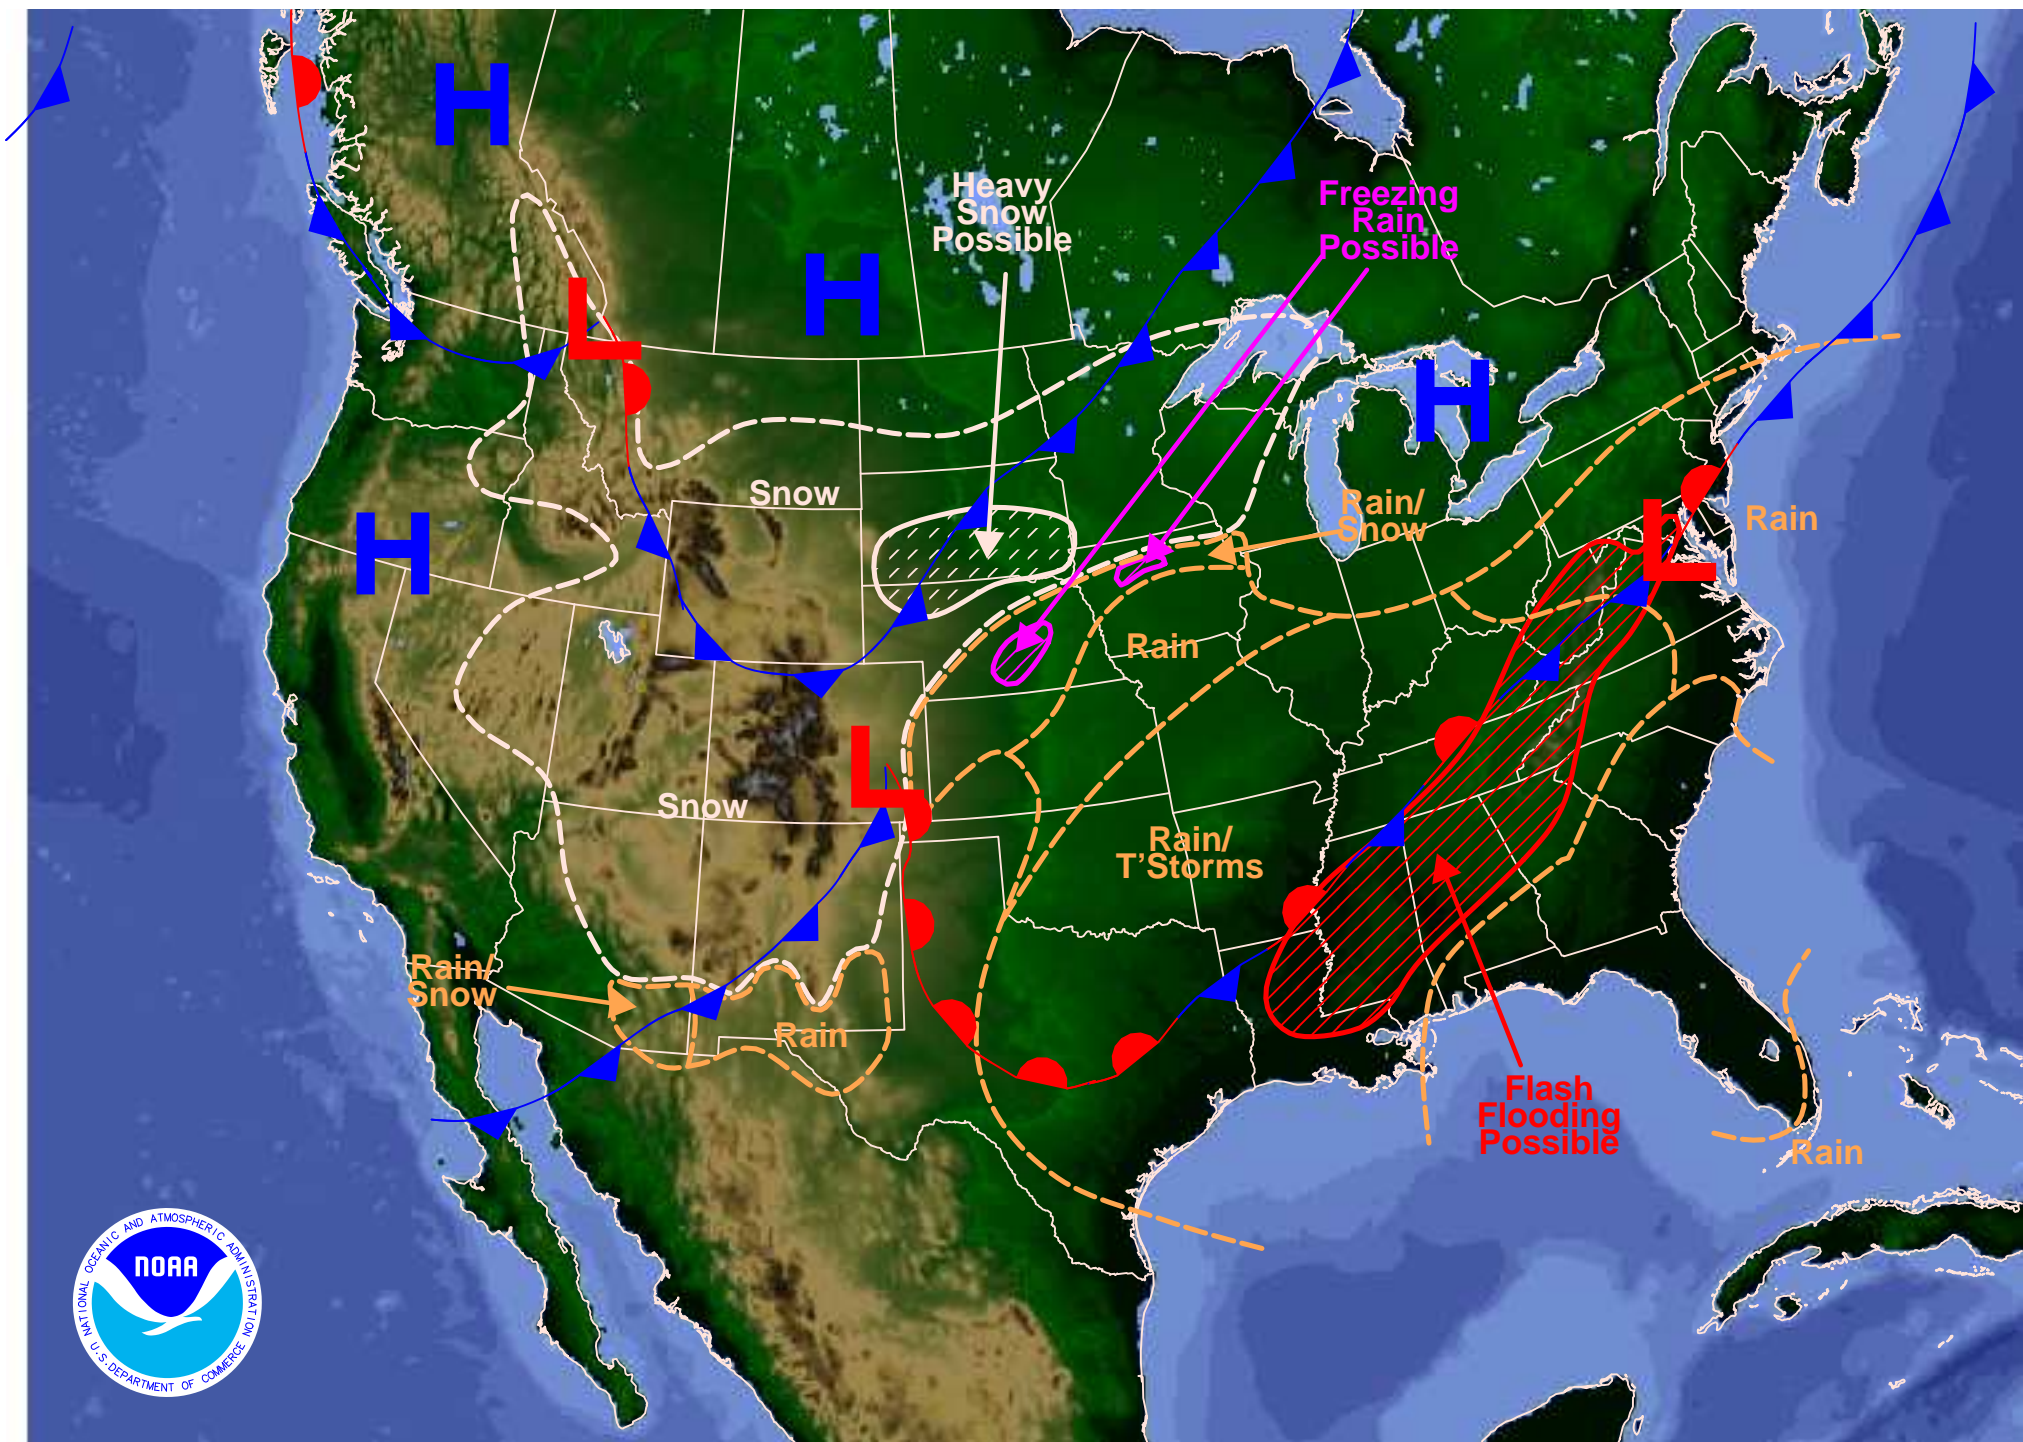 H
Heavy
Snow
Possible
Freezing
Rain
Possible
H
L
H
Snow
H
Rain/
Snow
L
Rain
Rain
L
Snow
Rain/
T'Storms
Rain/
Snow
Rain
Flash
Flooding
Possible
Rain
NATIONAL OCEANIC AND ATMOSPHERIC ADMINISTRATION
NOAA
U.S. DEPARTMENT OF COMMERCE